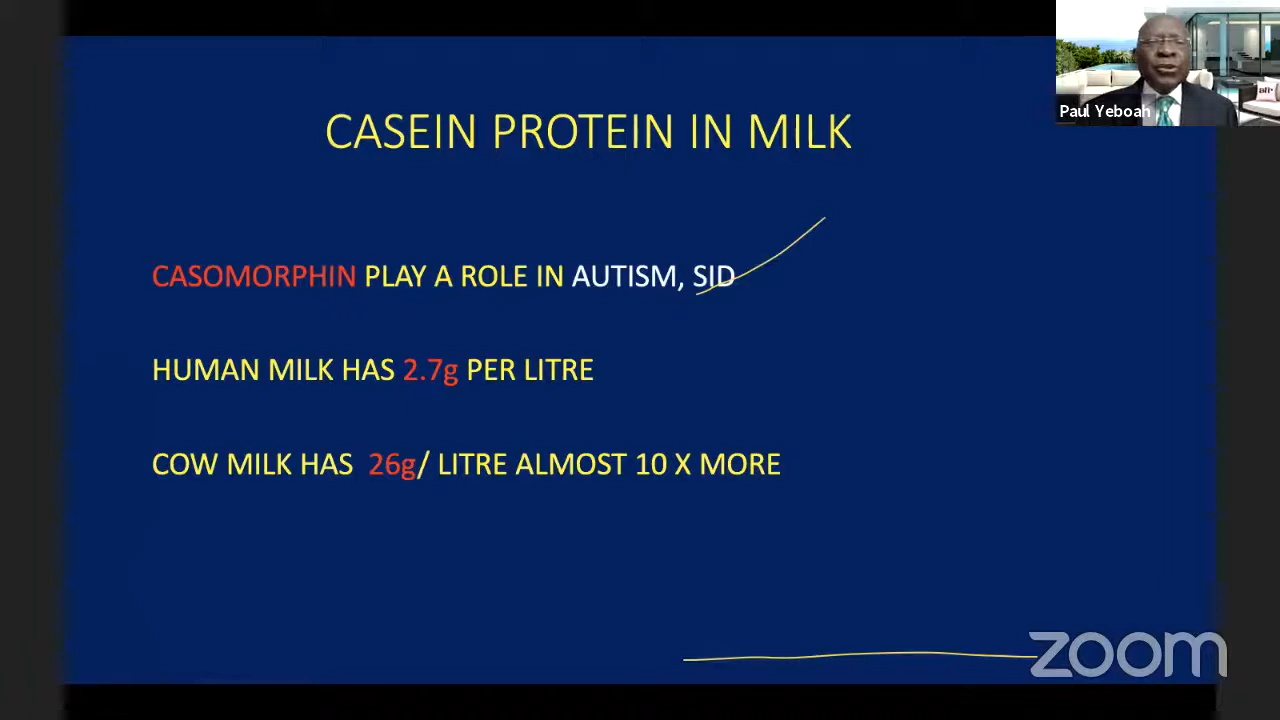 Paul Yeboah
CASEIN PROTEIN IN MILK
CASOMORPHIN PLAY A ROLE IN AUTISM, SID
HUMAN MILK HAS 2.7g PER LITRE
COW MILK HAS 26g/ LITRE ALMOST 10 X MORE
zoom